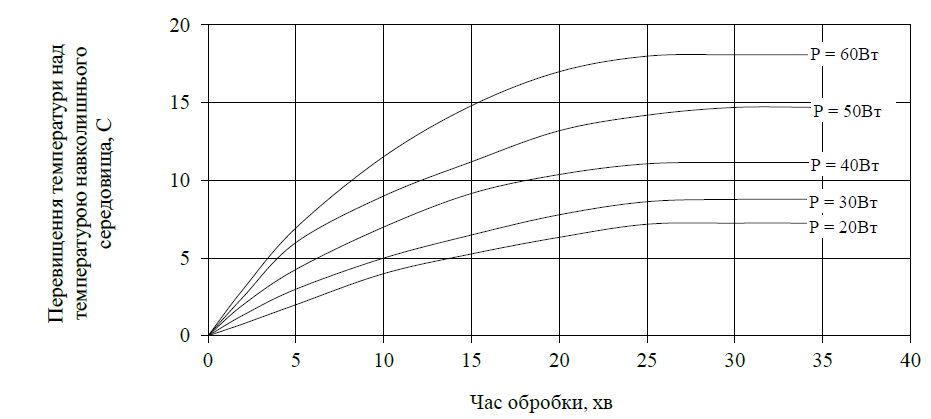 Перевищення температури над
температурою навколишнього
середовища, С
20
15
10
5
0
P = 60Вт
P = 50Вт
P = 40Вт
P = 30Вт
P = 20Вт
0 5 10 15 20 25 30 35 40
Час обробки, хв